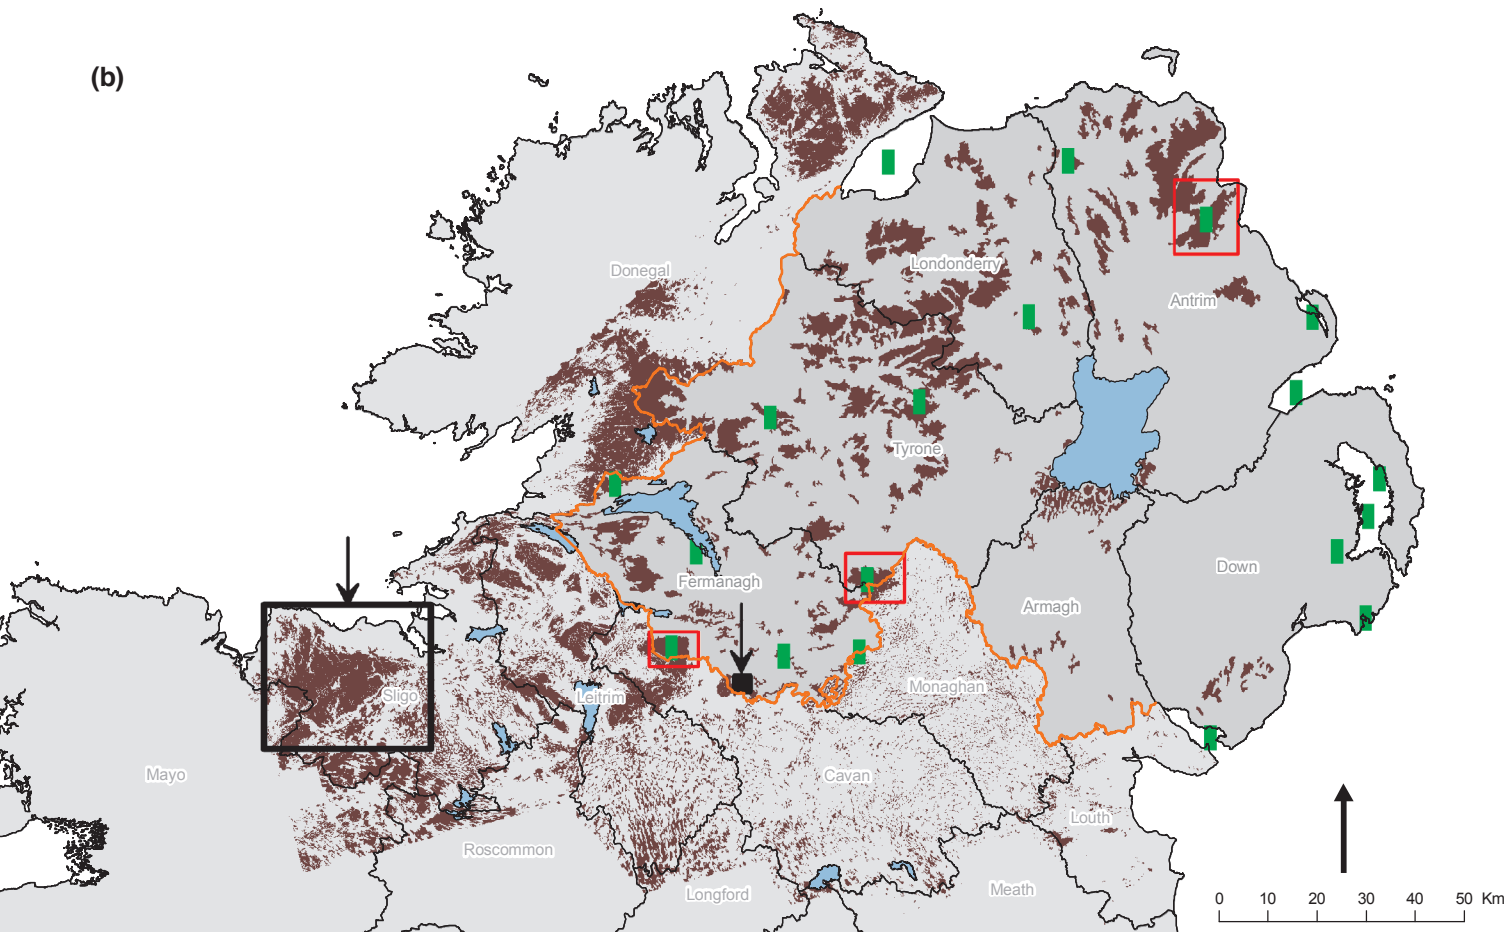 (b)
Donegal
Londonderry
Antrim
Tyrone
Fermanagh
Down
Armagh
Sligo
Leitrim
Monaghan
Mayo
Cavan
Louth
Roscommon
Longford
Meath
0 10 20 30 40 50 Km